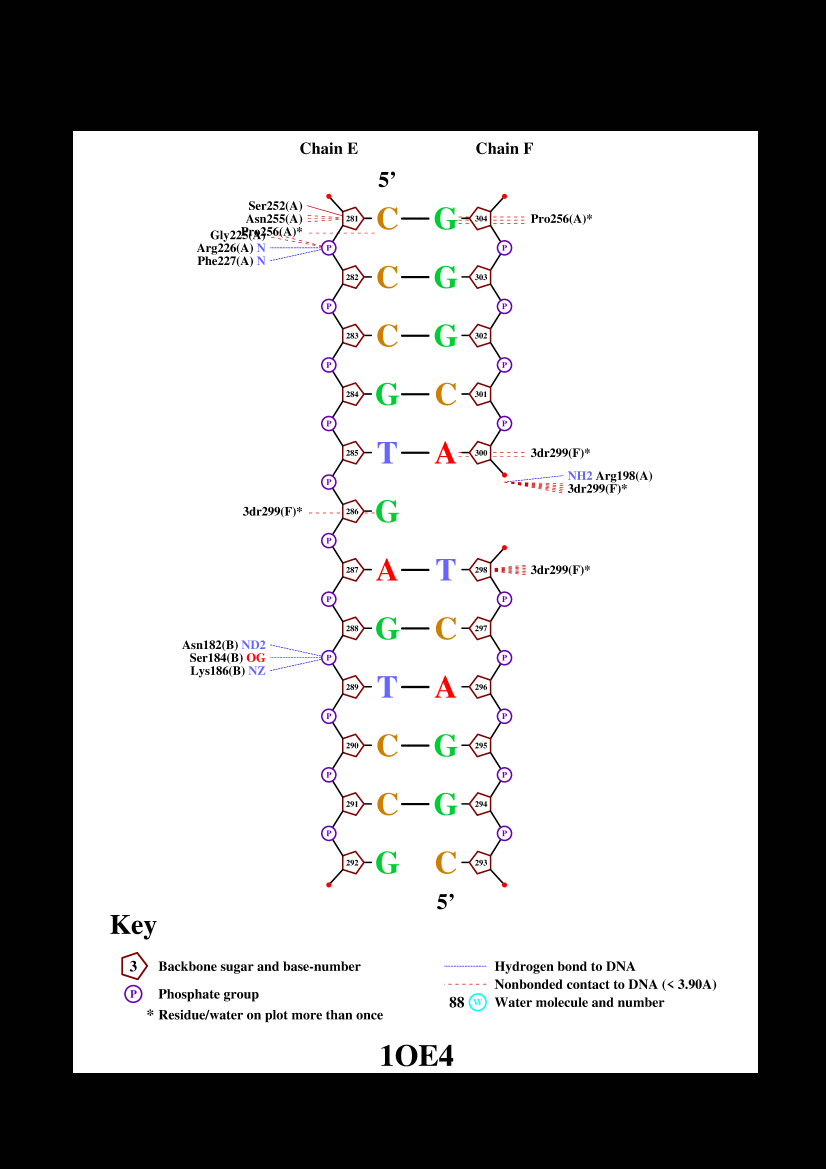 Chain E Chain F
5’
Ser252(A)
Asn255(A) 281 C G 304 Pro256(A)*
Pro256(A)*
Gly225(A)
Arg226(A) N P P
Phe227(A) N
282 C G 303
P P
283 C G 302
P P
284 G C 301
P P
285 T A 300 3dr299(F)*
NH2 Arg198(A)
P
3dr299(F)*
3dr299(F)* 286 G
P
287 A T 298 3dr299(F)*
P P
288 G C 297
Asn182(B) ND2
Ser184(B) OG P P
Lys186(B) NZ
289 T A 296
P P
290 C G 295
P P
291 C G 294
P P
292 G C 293
5’
Key
3 Backbone sugar and base-number Hydrogen bond to DNA
Nonbonded contact to DNA (< 3.90A)
P Phosphate group
88 W Water molecule and number
* Residue/water on plot more than once
1OE4